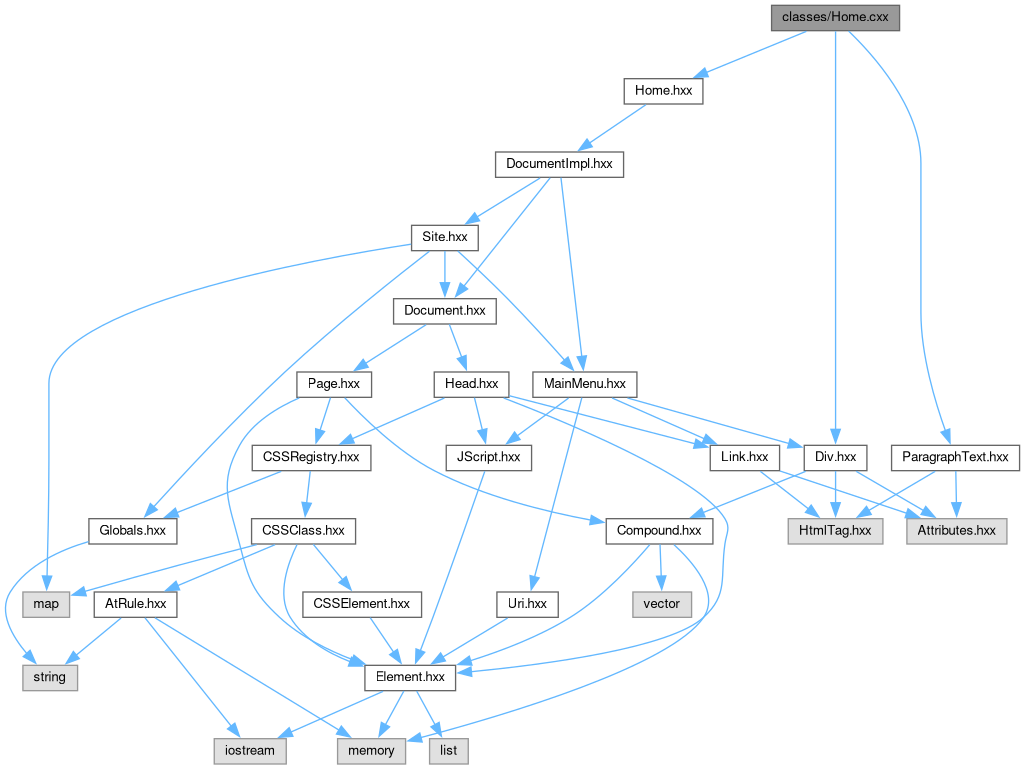 classes/Home.cxx
Home.hxx
DocumentImpl.hxx
Site.hxx
Document.hxx
Page.hxx
Head.hxx
MainMenu.hxx
CSSRegistry.hxx
JScript.hxx
Link.hxx
Div.hxx
ParagraphText.hxx
Globals.hxx
CSSClass.hxx
Compound.hxx
HtmlTag.hxx
Attributes.hxx
map
AtRule.hxx
CSSElement.hxx
Uri.hxx
vector
string
Element.hxx
iostream
memory
list